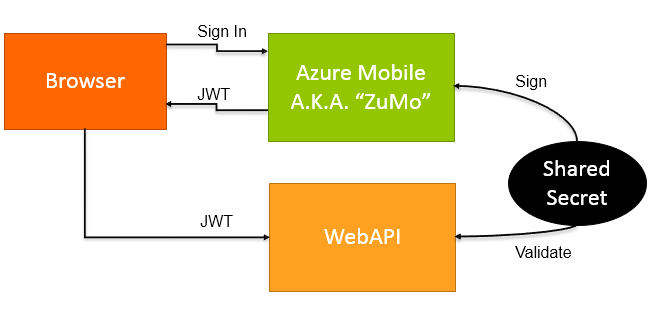 Sign In
Browser
Azure Mobile
A.K.A. “ZuMo”
JWT
Sign
Shared
Secret
JWT
WebAPI
Validate